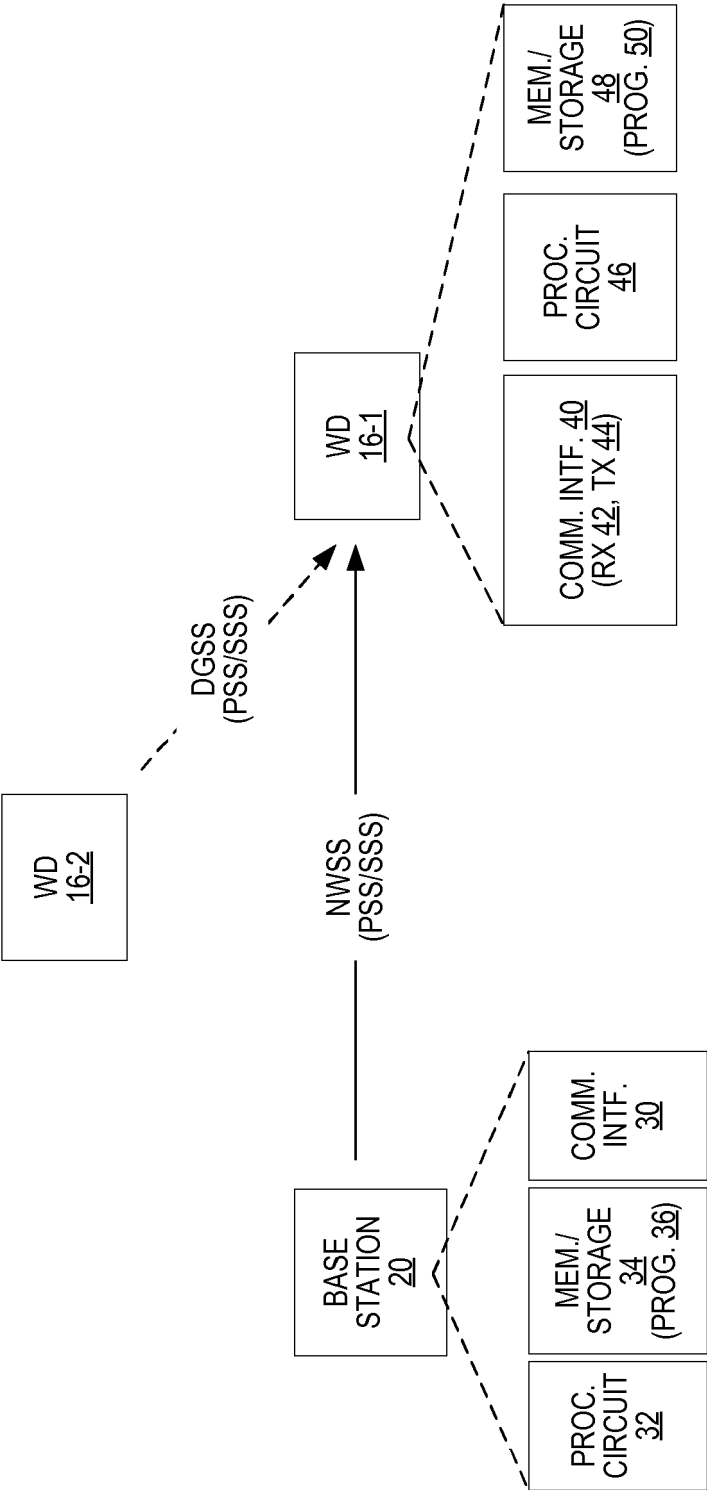 WD
16-2
DGSS
(PSS/SSS)
BASE
STATION
20
NWSS
(PSS/SSS)
WD
16-1
PROC.
CIRCUIT
32
MEM./
STORAGE
34
(PROG. 36)
COMM.
INTF.
30
COMM. INTF. 40
(RX 42, TX 44)
PROC.
CIRCUIT
46
MEM./
STORAGE
48
(PROG. 50)